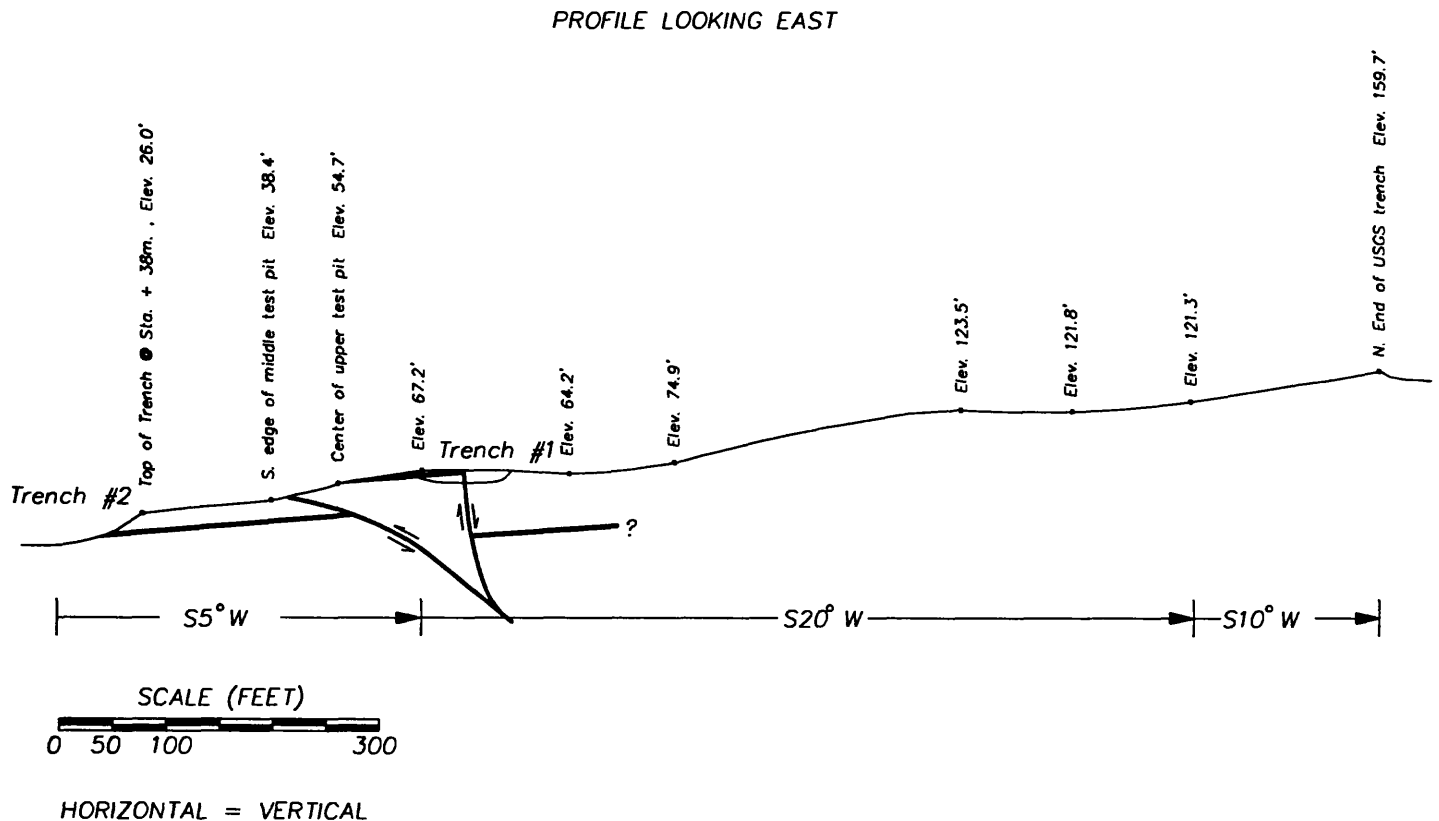 PROFILE LOOKING EAST
Top of Trench @ Sta. + 38m. , Elev. 26.0'
S. edge of middle test pit Elev. 38.4'
Center of upper test pit Elev. 54.7'
Elev. 67.2'
Elev. 64.2'
Elev. 74.9'
Elev. 123.5'
Elev. 121.8'
Elev. 121.3'
N. End of USGS trench Elev. 159.7'
Trench #1
Trench #2
?
S5°W
S20°W
S10°W
SCALE (FEET)
0 50 100 300
HORIZONTAL = VERTICAL